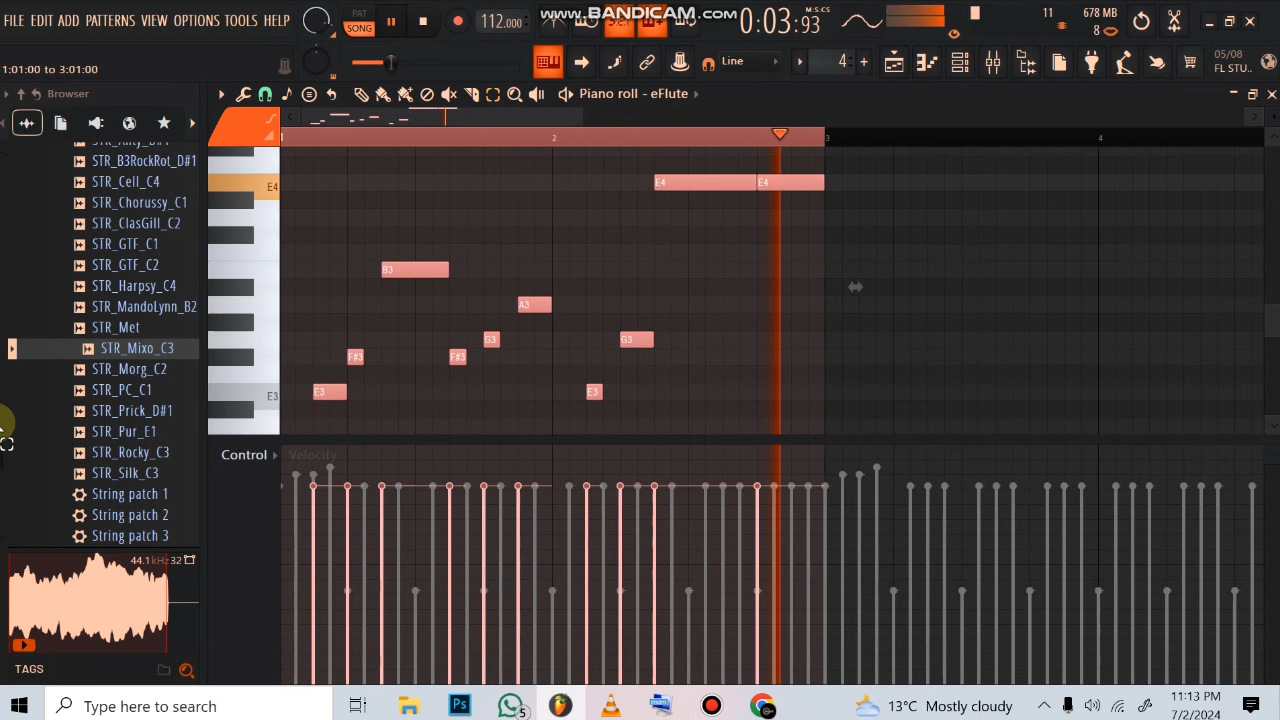 FILE EDIT ADD PATTERNS VIEW OPTIONS TOOLS HELP
PAT
SONG
112.000
www.BANDICAM.com
0:03:93
M:S:CS
11
678 MB
8
1:01:00 to 3:01:00
Line
4
05/08
FL STU..
Browser
Piano roll - eFlute
STR_B3RockRot_D#1
STR_Cell_C4
STR_Chorussy_C1
STR_ClasGill_C2
STR_GTF_C1
STR_GTF_C2
STR_Harpsy_C4
STR_MandoLynn_B2
STR_Met
STR_Mixo_C3
STR_Morg_C2
STR_PC_C1
STR_Prick_D#1
STR_Pur_E1
STR_Rocky_C3
STR_Silk_C3
String patch 1
String patch 2
String patch 3
44.1kHz 32
TAGS
1
2
3
4
E4
E4
E4
B3
A3
G3
G3
F#3
F#3
E3
E3
E3
Control
Velocity
Type here to search
Ps
5
13°C Mostly cloudy
11:13 PM
7/2/2024